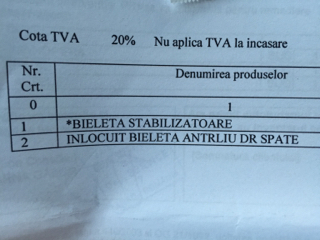 Cota TVA 20% Nu aplica TVA la incasare
Nr. Crt. Denumirea produselor
0 1
1 *BIELETA STABILIZATOARE
2 INLOCUIT BIELETA ANTRLIU DR SPATE